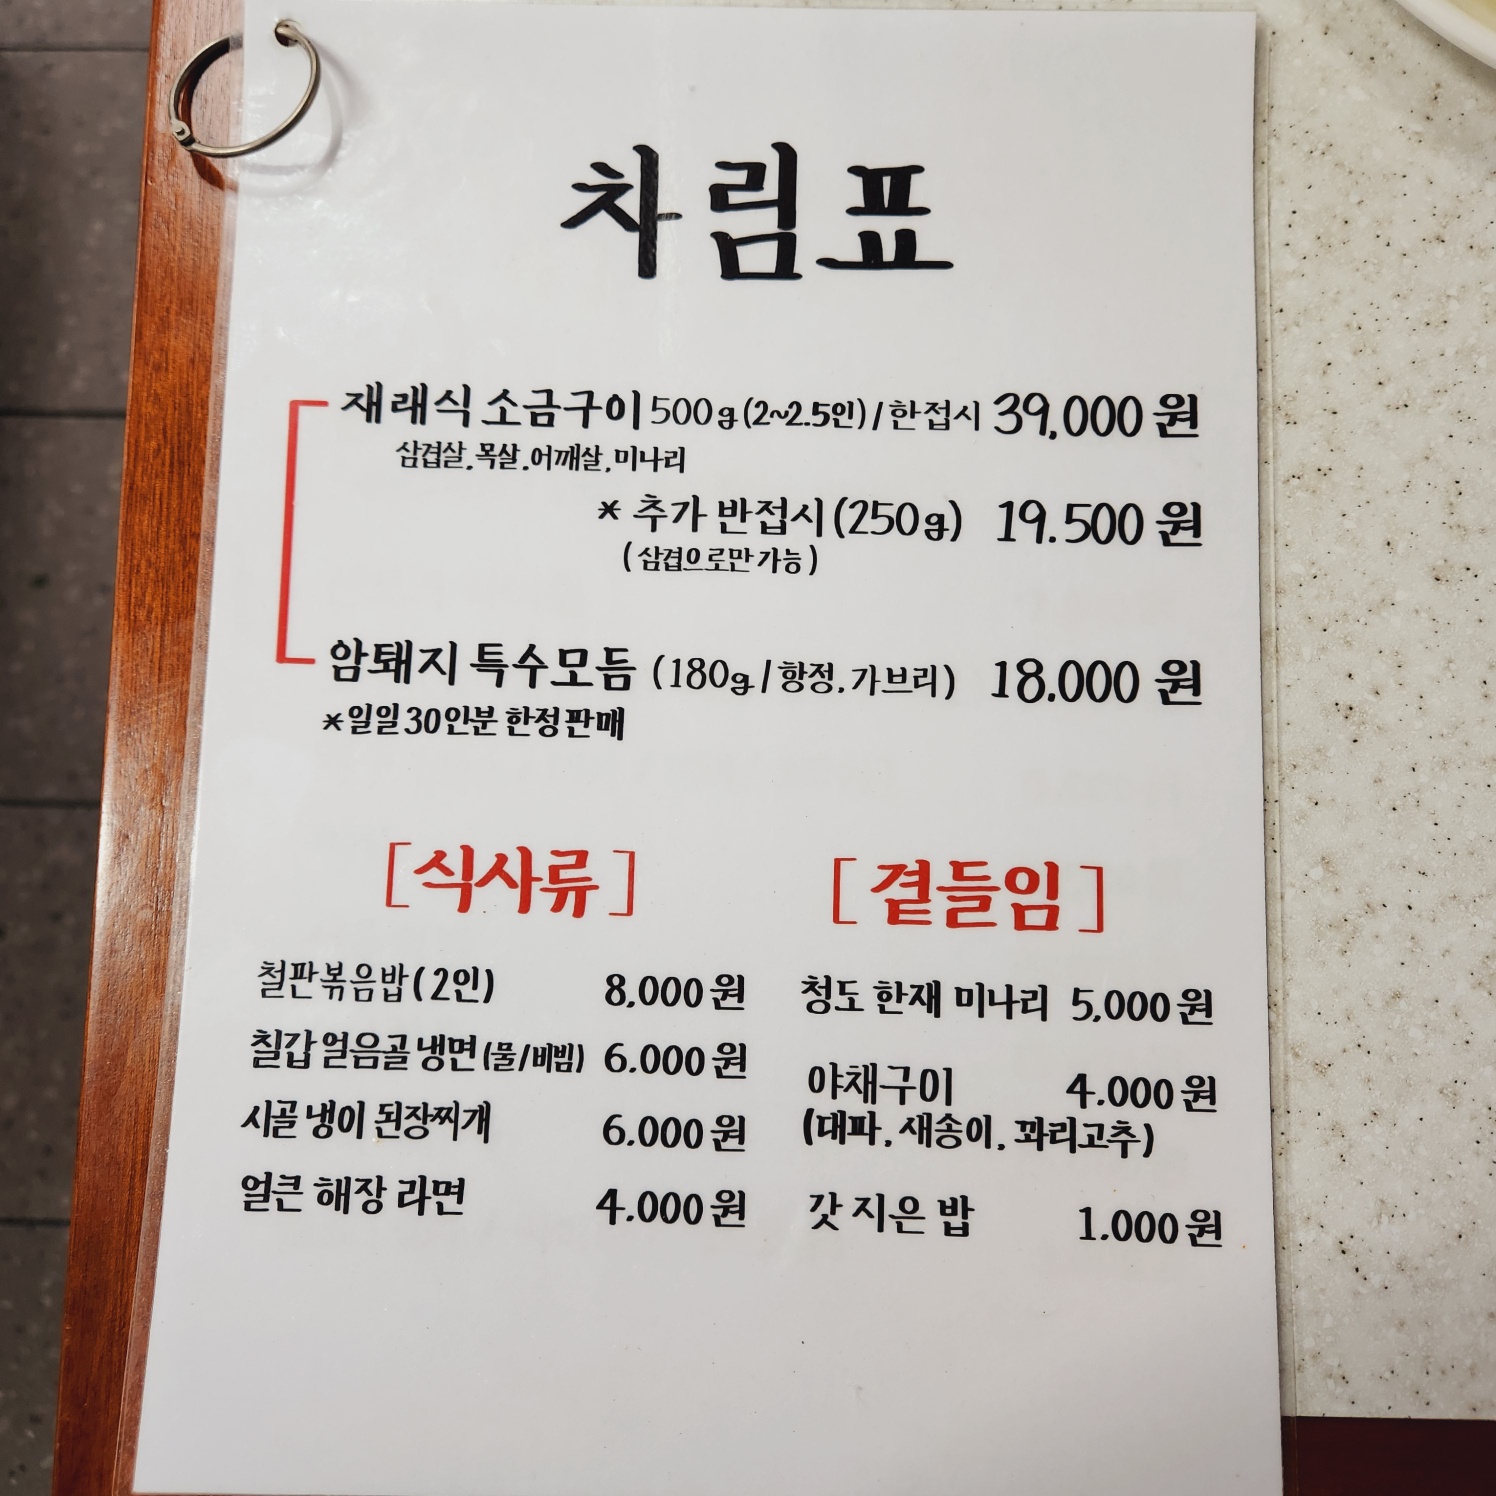 차림표
재래식 소금구이 500g (2~2.5인) / 한접시 39,000 원
삼겹살.목살.어깨살.미나리
* 추가 반접시 (250g) 19.500 원
(삼겹으로만 가능)
암퇘지 특수모듬 (180g / 항정.가브리) 18.000 원
*일일 30인분 한정판매
[식사류]
철판볶음밥 (2인) 8,000 원
칠갑 얼음골 냉면 (물/비빔) 6.000 원
시골 냉이 된장찌개 6.000 원
얼큰 해장 라면 4.000 원
[곁들임]
청도 한재 미나리 5,000 원
야채구이 4.000 원
(대파, 새송이, 꽈리고추)
갓 지은 밥 1.000 원